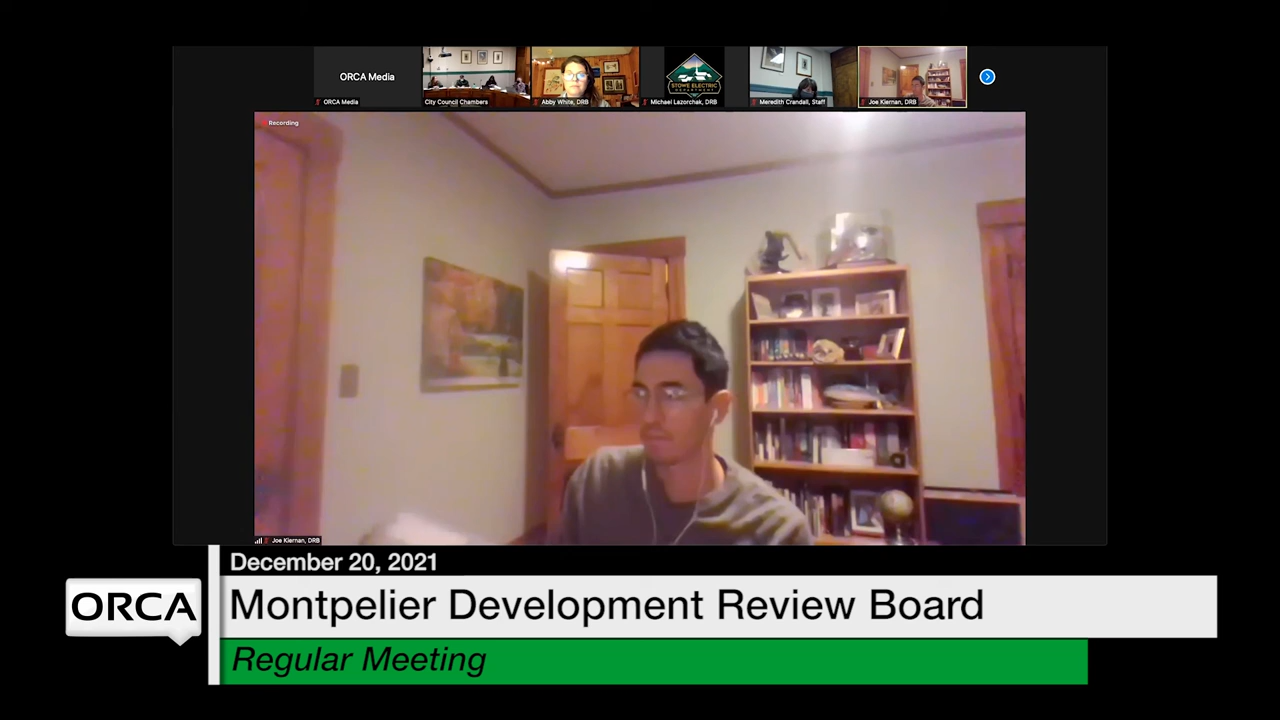 ORCA Media
STOWE ELECTRIC
DEPARTMENT
ORCA Media
City Council Chambers
Abby White, DRB
Michael Lazorchak, DRB
Meredith Crandall, Staff
Joe Kiernan, DRB
Recording
Joe Kiernan, DRB
December 20, 2021
ORCA
Montpelier Development Review Board
Regular Meeting